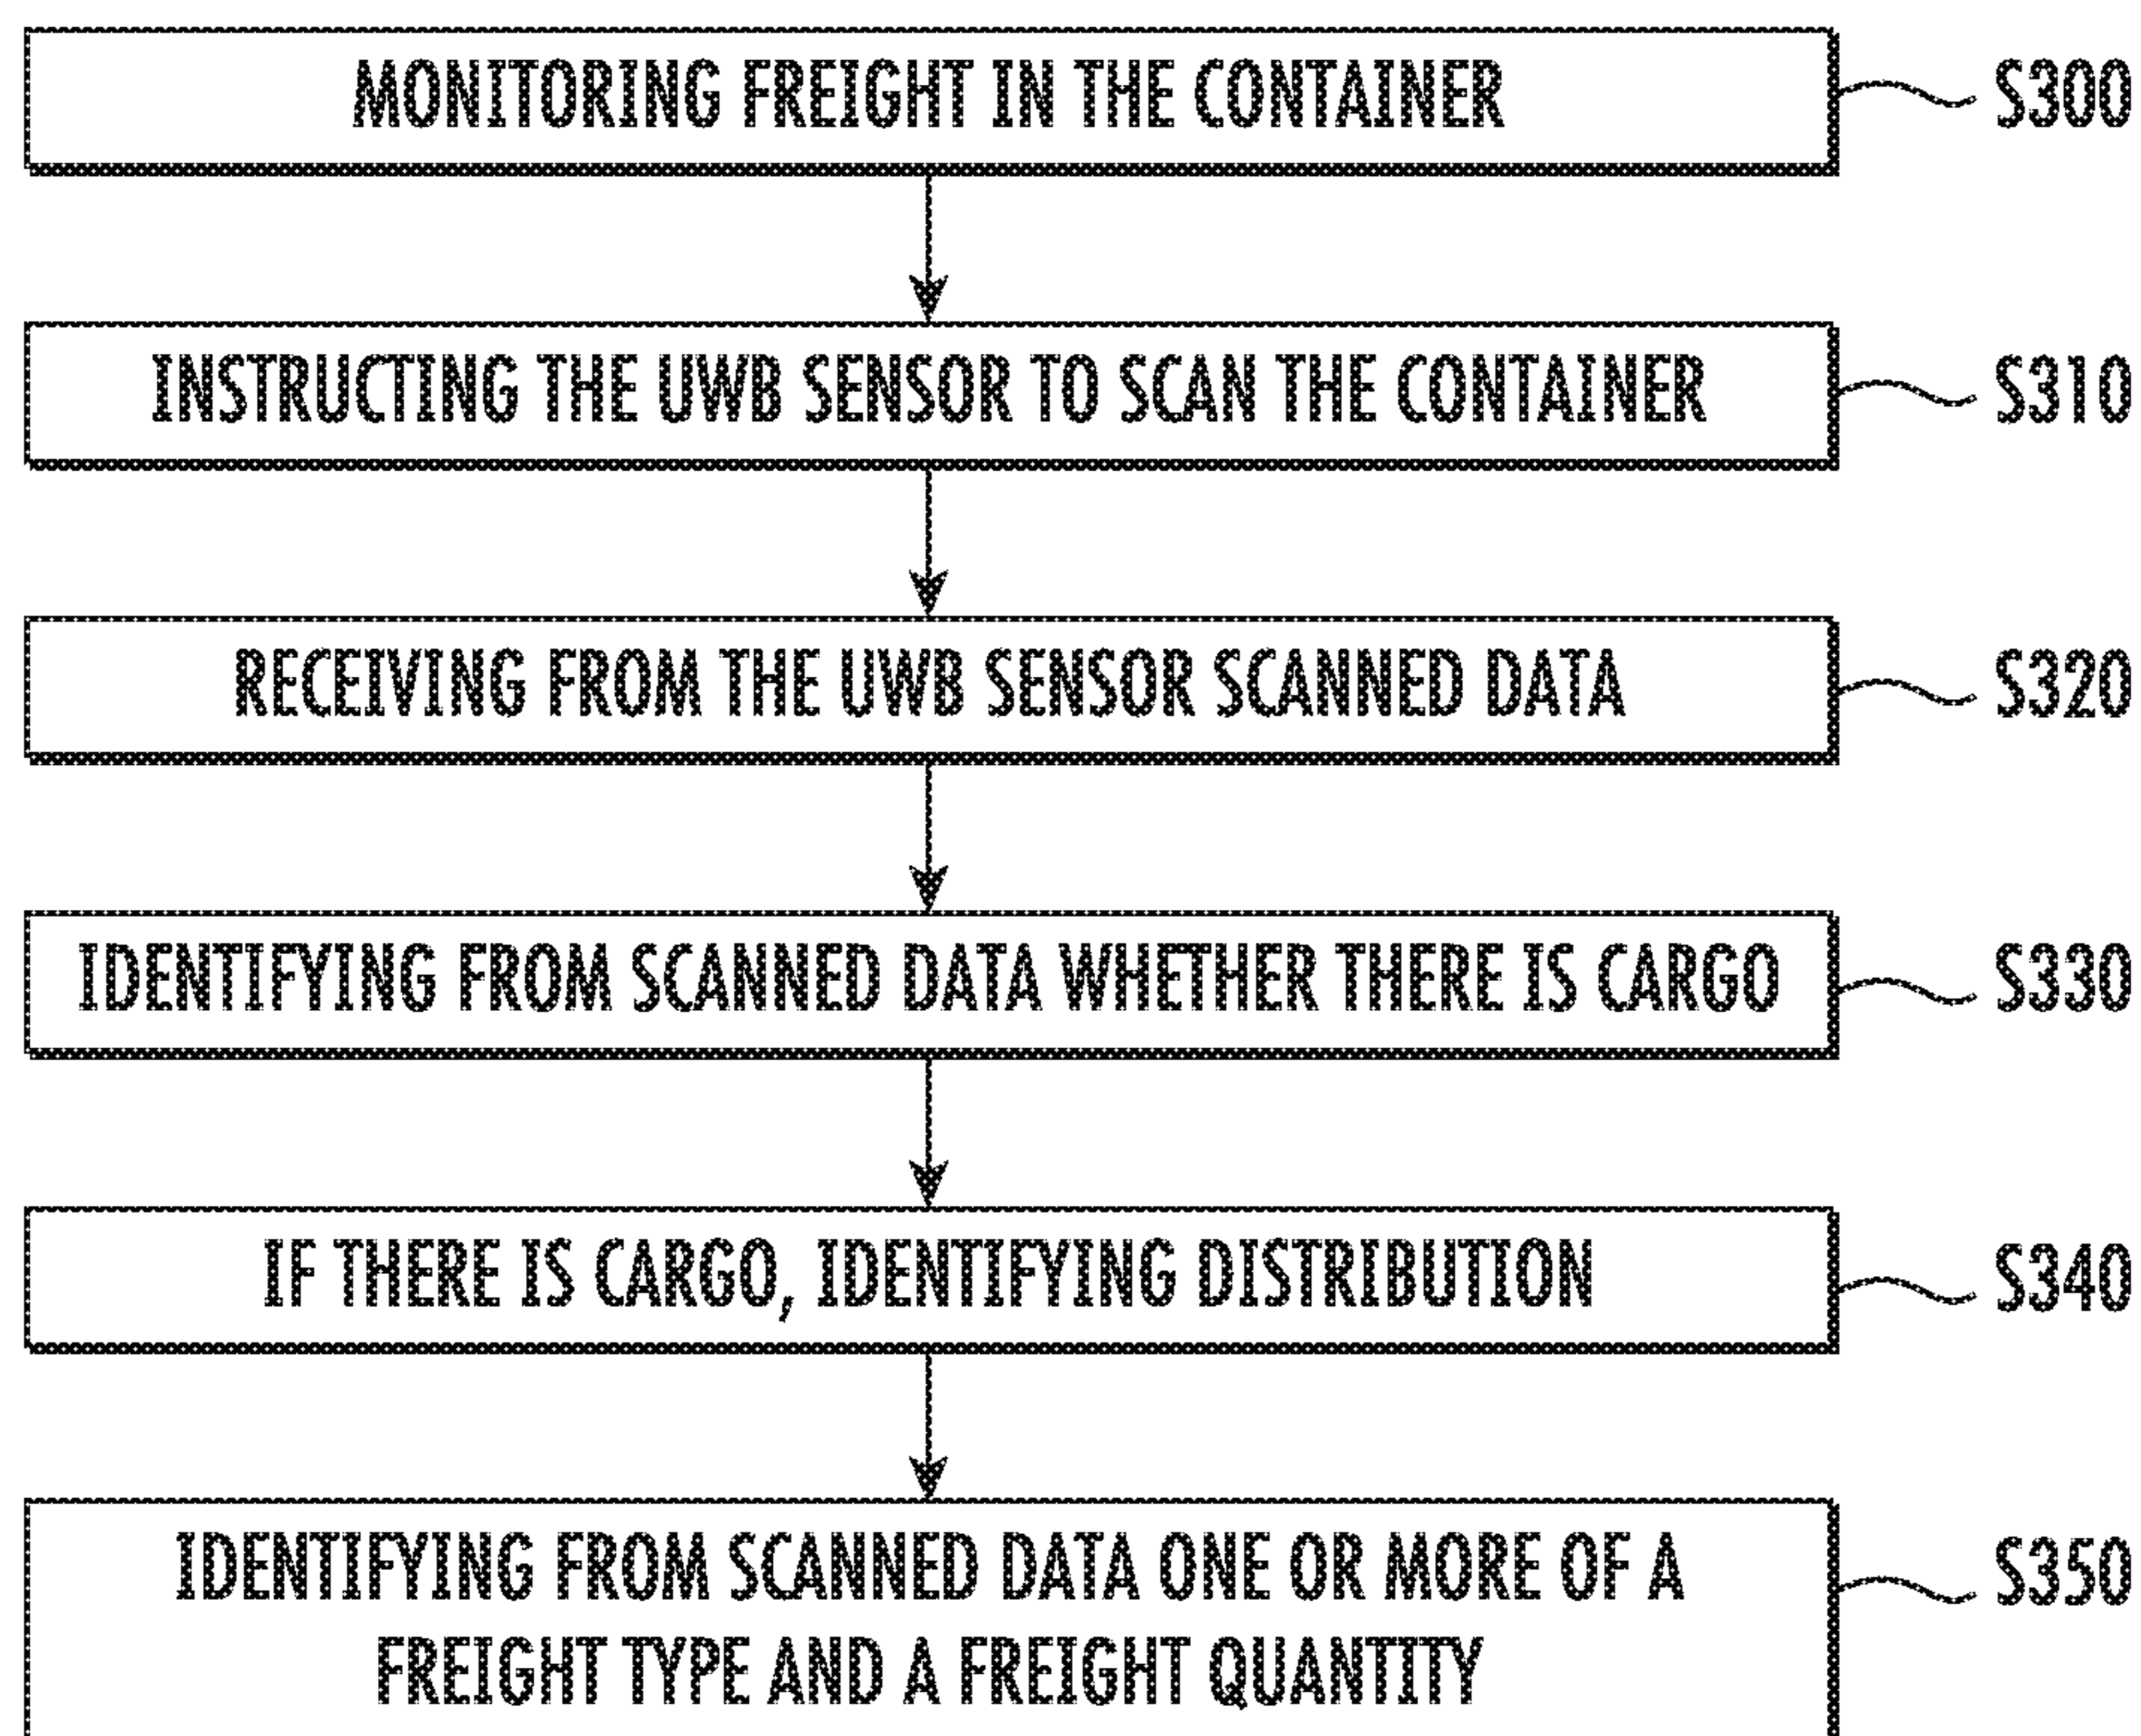 MONITORING FREIGHT IN THE CONTAINER S300
INSTRUCTING THE UWB SENSOR TO SCAN THE CONTAINER S310
RECEIVING FROM THE UWB SENSOR SCANNED DATA S320
IDENTIFYING FROM SCANNED DATA WHETHER THERE IS CARGO S330
IF THERE IS CARGO, IDENTIFYING DISTRIBUTION S340
IDENTIFYING FROM SCANNED DATA ONE OR MORE OF A S350
FREIGHT TYPE AND A FREIGHT QUANTITY